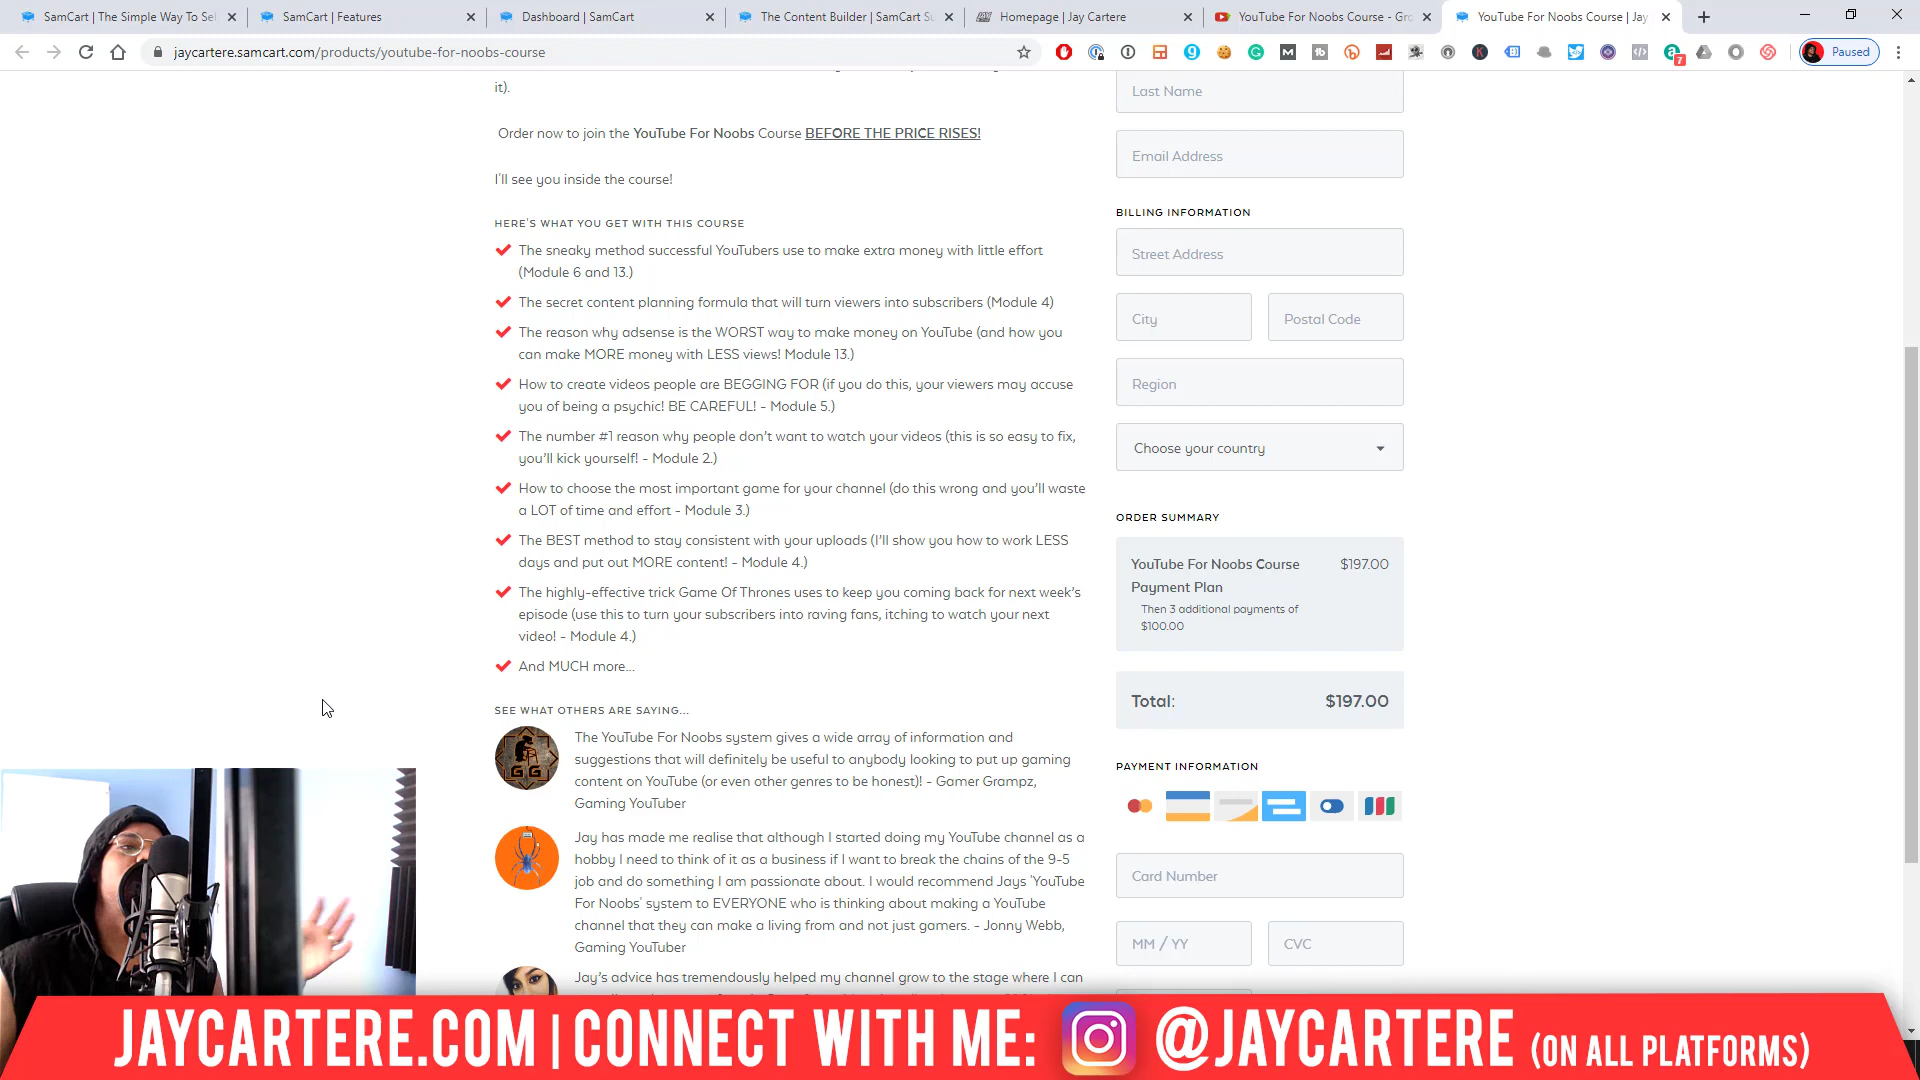 SamCart | The Simple Way To Sel
SamCart | Features
Dashboard | SamCart
The Content Builder | SamCart Su
Homepage | Jay Cartere
YouTube For Noobs Course - Gro
YouTube For Noobs Course | Jay
jaycartere.samcart.com/products/youtube-for-noobs-course
7
Paused
it).
Order now to join the YouTube For Noobs Course BEFORE THE PRICE RISES!
I'll see you inside the course!
HERE'S WHAT YOU GET WITH THIS COURSE
The sneaky method successful YouTubers use to make extra money with little effort
(Module 6 and 13.)
The secret content planning formula that will turn viewers into subscribers (Module 4)
The reason why adsense is the WORST way to make money on YouTube (and how you
can make MORE money with LESS views! Module 13.)
How to create videos people are BEGGING FOR (if you do this, your viewers may accuse
you of being a psychic! BE CAREFUL! - Module 5.)
The number #1 reason why people don't want to watch your videos (this is so easy to fix,
you'll kick yourself! - Module 2.)
How to choose the most important game for your channel (do this wrong and you'll waste
a LOT of time and effort - Module 3.)
The BEST method to stay consistent with your uploads (I'll show you how to work LESS
days and put out MORE content! - Module 4.)
The highly-effective trick Game Of Thrones uses to keep you coming back for next week's
episode (use this to turn your subscribers into raving fans, itching to watch your next
video! - Module 4.)
And MUCH more...
SEE WHAT OTHERS ARE SAYING...
The YouTube For Noobs system gives a wide array of information and
suggestions that will definitely be useful to anybody looking to put up gaming
content on YouTube (or even other genres to be honest)! - Gamer Grampz,
Gaming YouTuber
GG
Jay has made me realise that although I started doing my YouTube channel as a
hobby I need to think of it as a business if I want to break the chains of the 9-5
job and do something I am passionate about. I would recommend Jays 'YouTube
For Noobs' system to EVERYONE who is thinking about making a YouTube
channel that they can make a living from and not just gamers. - Jonny Webb,
Gaming YouTuber
Jay's advice has tremendously helped my channel grow to the stage where I can
Last Name
Email Address
BILLING INFORMATION
Street Address
City
Postal Code
Region
Choose your country
ORDER SUMMARY
YouTube For Noobs Course $197.00
Payment Plan
Then 3 additional payments of
$100.00
Total: $197.00
PAYMENT INFORMATION
Card Number
MM / YY
CVC
JAYCARTERE.COM | CONNECT WITH ME: @JAYCARTERE (ON ALL PLATFORMS)